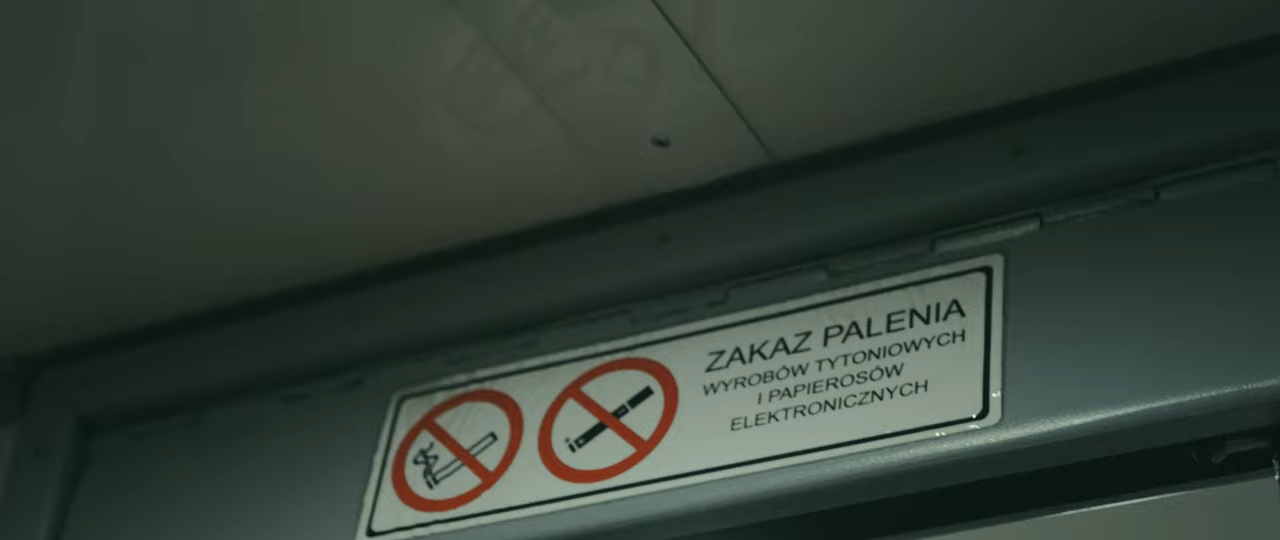 ZAKAZ PALENIA
WYROBÓW TYTONIOWYCH
I PAPIEROSÓW
ELEKTRONICZNYCH